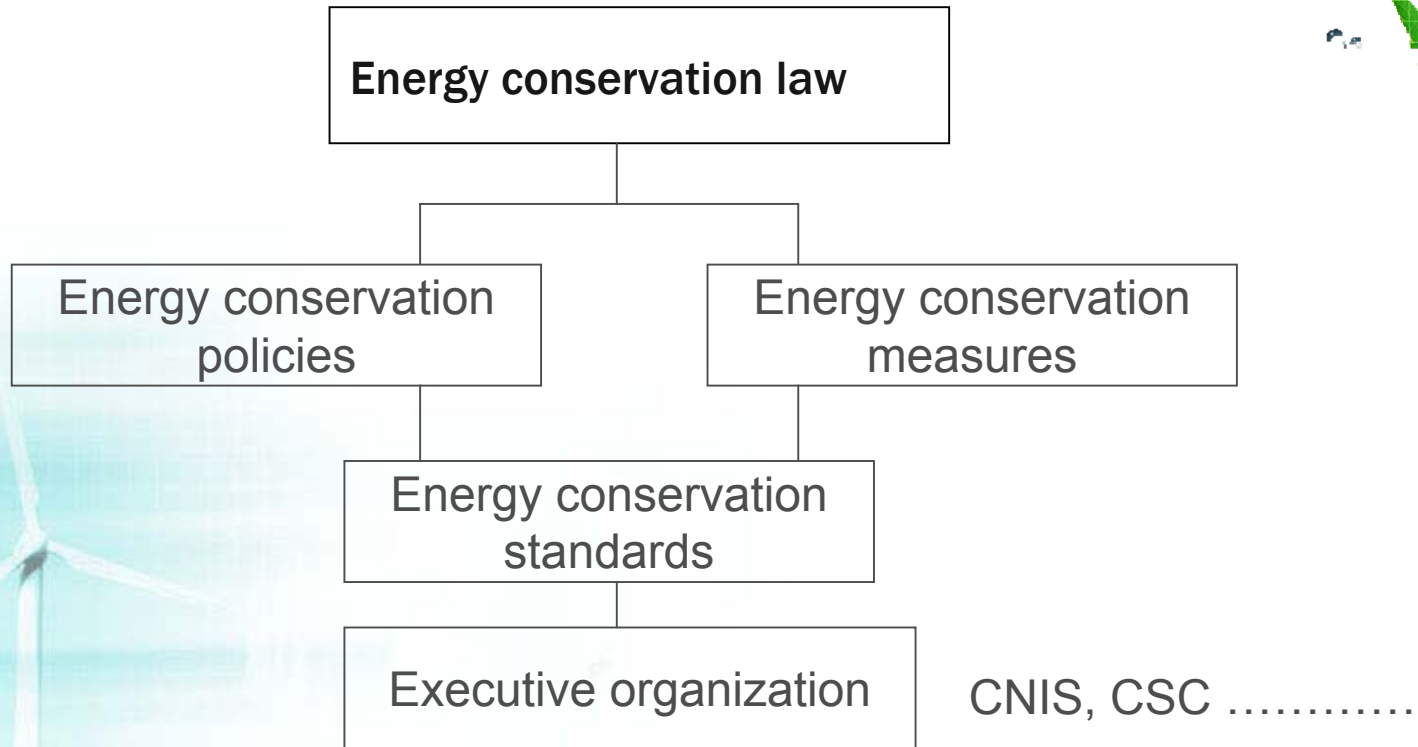 Energy conservation law
Energy conservation
policies
Energy conservation
measures
Energy conservation
standards
Executive organization
CNIS, CSC …………